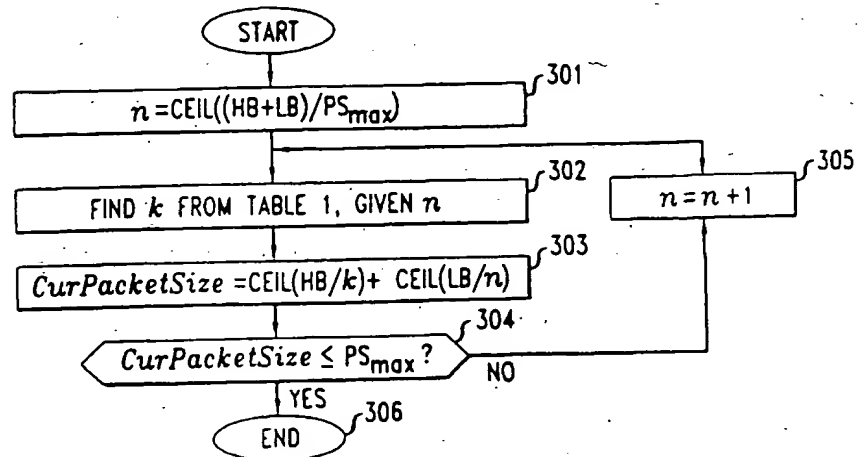 START
301
n=CEIL((HB+LB)/PSmax)
302
305
FIND k FROM TABLE 1, GIVEN n
n=n+1
303
CurPacketSize =CEIL(HB/k)+ CEIL(LB/n)
304
CurPacketSize ≤ PSmax?
NO
YES
306
END